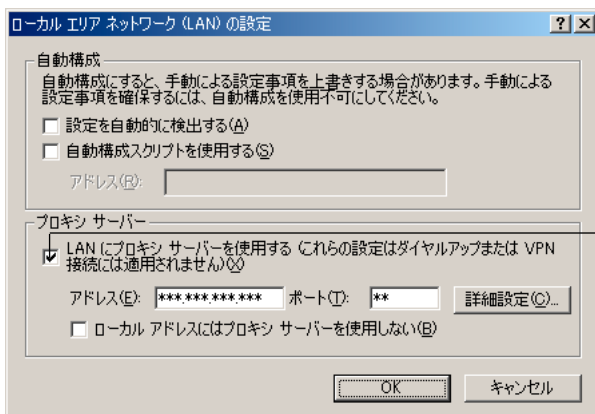 ローカル エリア ネットワーク (LAN) の設定
自動構成
自動構成にすると、手動による設定事項を上書きする場合があります。手動による
設定事項を確保するには、自動構成を使用不可にしてください。
設定を自動的に検出する(A)
自動構成スクリプトを使用する(S)
アドレス(R):
プロキシ サーバー
LAN にプロキシ サーバーを使用する (これらの設定はダイヤルアップまたは VPN
接続には適用されません)(X)
アドレス(E): ***.***.***.*** ポート(T): ** 詳細設定(C)...
ローカル アドレスにはプロキシ サーバーを使用しない(B)
OK キャンセル